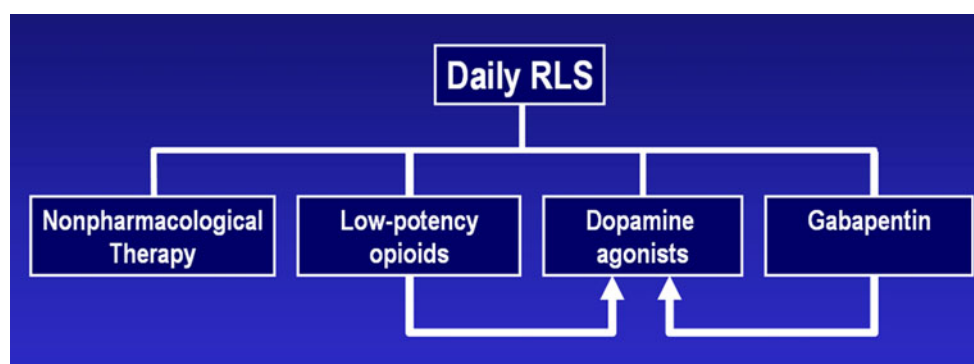 Daily RLS
Nonpharmacological
Therapy
Low-potency
opioids
Dopamine
agonists
Gabapentin